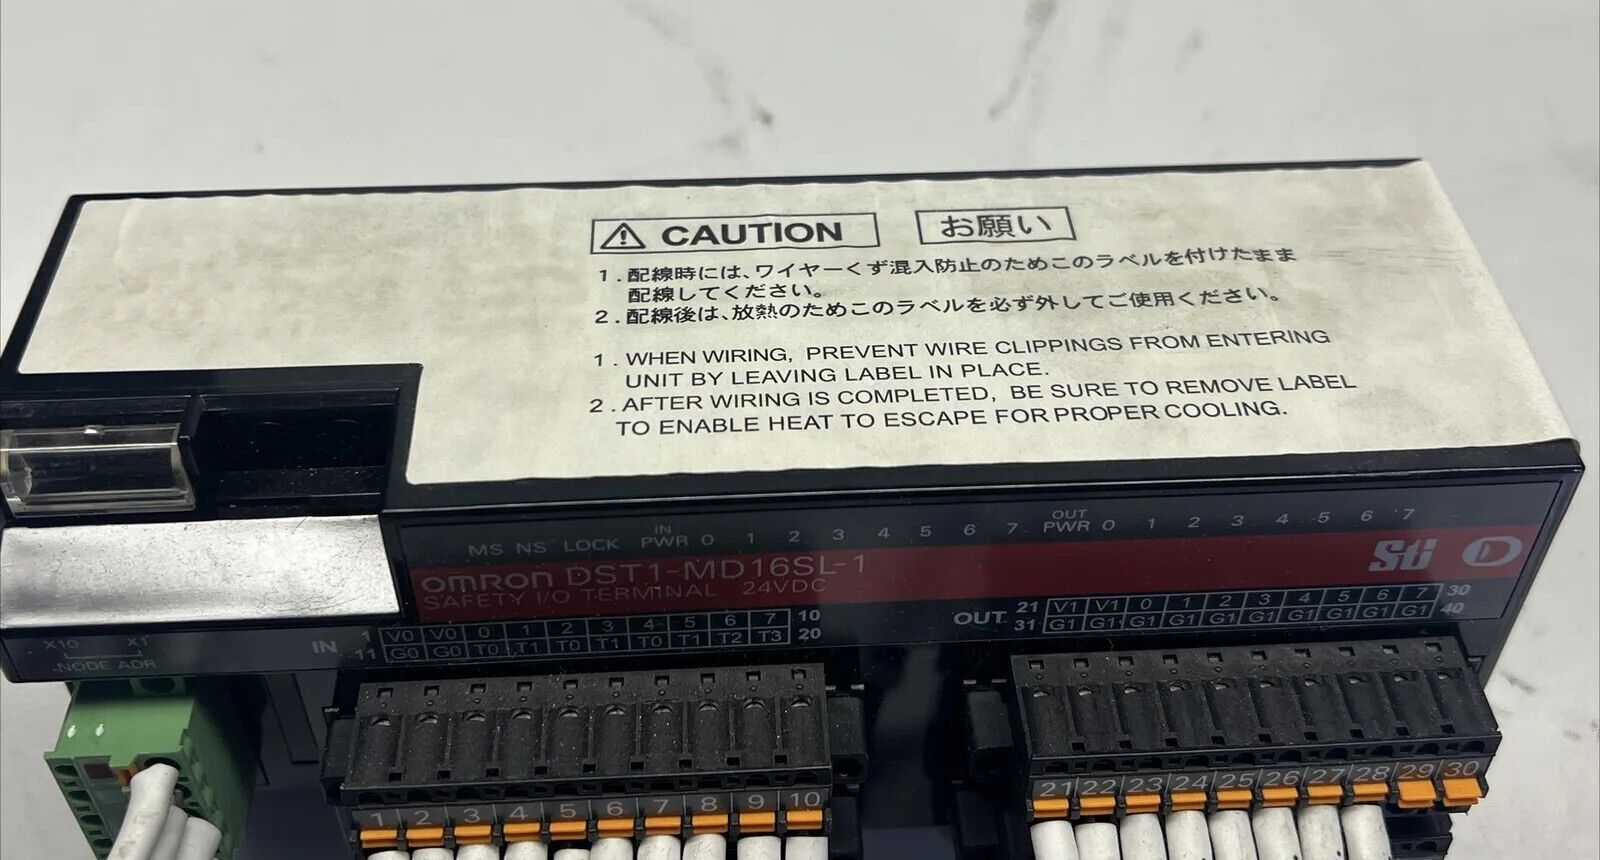 ⚠ CAUTION お願い
1.配線時には、ワイヤーくず混入防止のためこのラベルを付けたまま
配線してください。
2.配線後は、放熱のためこのラベルを必ず外してご使用ください。
1. WHEN WIRING, PREVENT WIRE CLIPPINGS FROM ENTERING
UNIT BY LEAVING LABEL IN PLACE.
2. AFTER WIRING IS COMPLETED, BE SURE TO REMOVE LABEL
TO ENABLE HEAT TO ESCAPE FOR PROPER COOLING.
MS NS LOCK IN PWR 0 1 2 3 4 5 6 7 OUT PWR 0 1 2 3 4 5 6 7
OMRON DST1-MD16SL-1 STi D
SAFETY I/O TERMINAL 24VDC
IN 1 V0 V0 0 1 2 3 4 5 6 7 10
11 G0 G0 T0 T1 T0 T1 T0 T1 T2 T3 20
OUT 21 V1 V1 0 1 2 3 4 5 6 7 30
31 G1 G1 G1 G1 G1 G1 G1 G1 G1 G1 40
X10 X1
NODE ADR
1 2 3 4 5 6 7 8 9 10
21 22 23 24 25 26 27 28 29 30